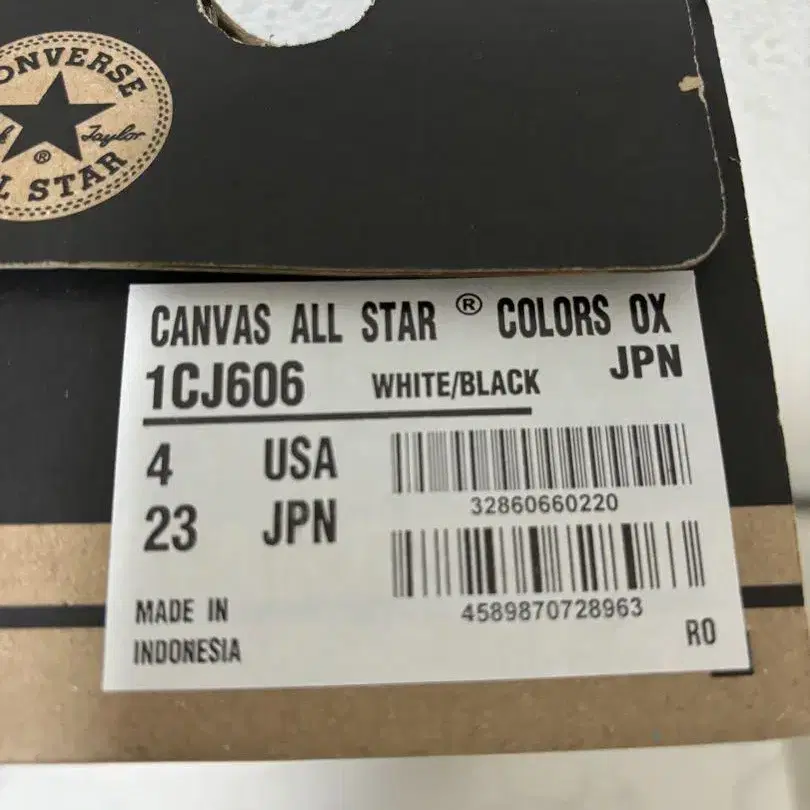 CONVERSE
Taylor
®
ALL STAR
CANVAS ALL STAR ® COLORS OX
1CJ606 WHITE/BLACK JPN
4 USA
32860660220
23 JPN
4589870728963
MADE IN
INDONESIA
R0